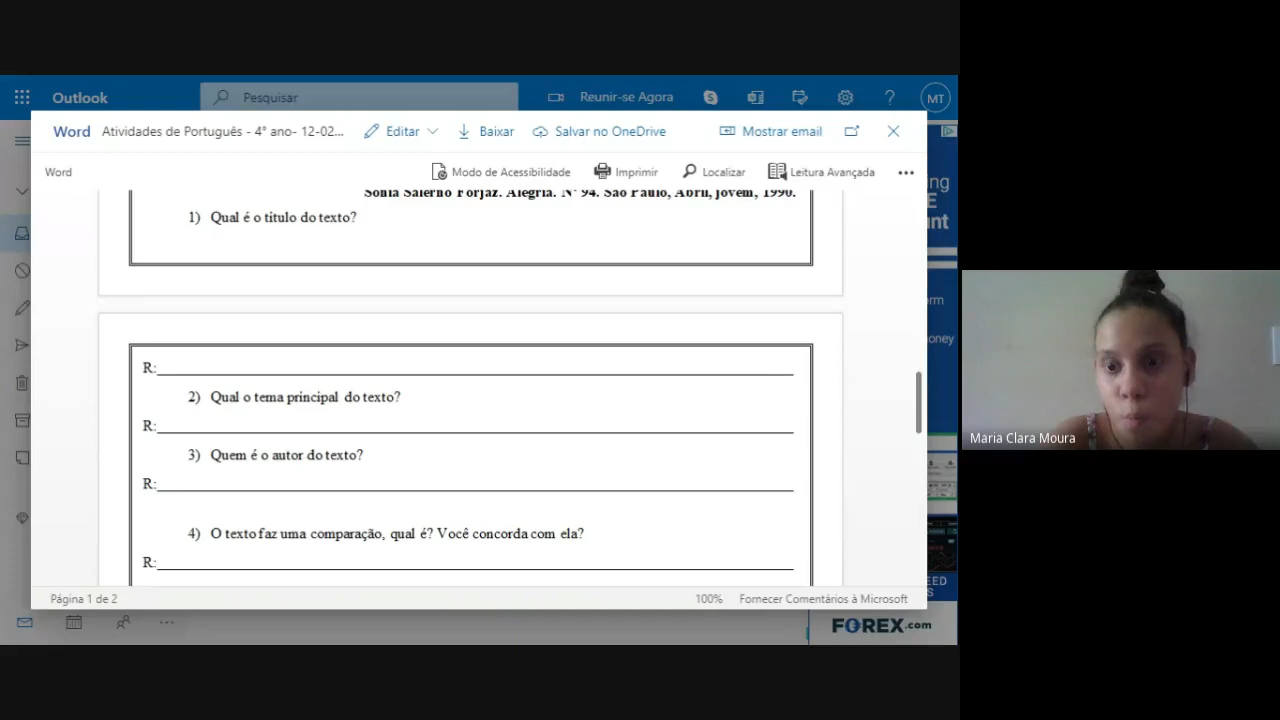 Outlook
Pesquisar
Reunir-se Agora
MT
Word Atividades de Português - 4° ano- 12-02...
Editar
Baixar
Salvar no OneDrive
Mostrar email
Word
Modo de Acessibilidade
Imprimir
Localizar
Leitura Avançada
Sonia Salerno Forjaz. Alegria. N° 94. São Paulo, Abril, jovem, 1990.
1) Qual é o título do texto?
R:
2) Qual o tema principal do texto?
R:
3) Quem é o autor do texto?
R:
4) O texto faz uma comparação, qual é? Você concorda com ela?
R:
Página 1 de 2
100%
Fornecer Comentários à Microsoft
FOREX.com
Maria Clara Moura